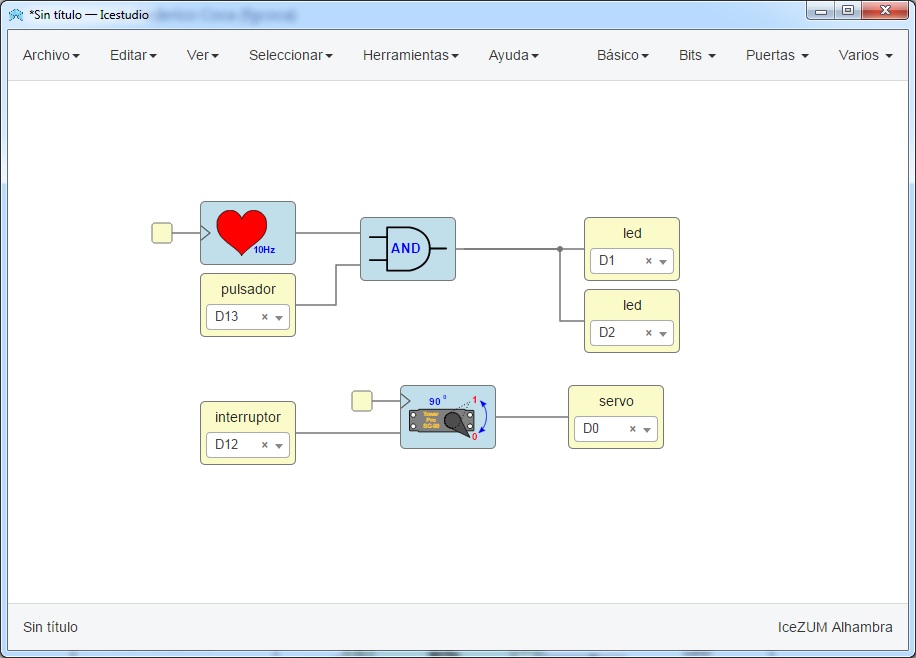 *Sin título — Icestudio
Archivo Editar Ver Seleccionar Herramientas Ayuda Básico Bits Puertas Varios
10Hz
AND
led
D1 ×
pulsador
D13 ×
led
D2 ×
interruptor
D12 ×
90 0
1
Tower
Pro
SG-90
0
servo
D0 ×
Sin título
IceZUM Alhambra